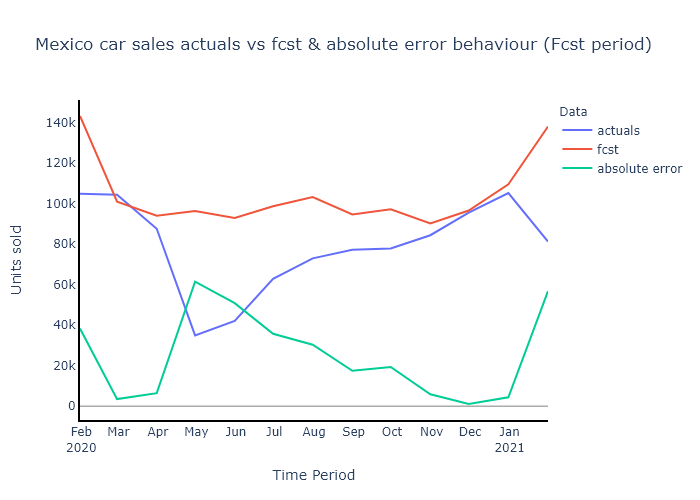 Mexico car sales actuals vs fcst & absolute error behaviour (Fcst period)
Data
actuals
fcst
absolute error
Units sold
140k
120k
100k
80k
60k
40k
20k
0
Feb Mar Apr May Jun Jul Aug Sep Oct Nov Dec Jan
2020 2021
Time Period